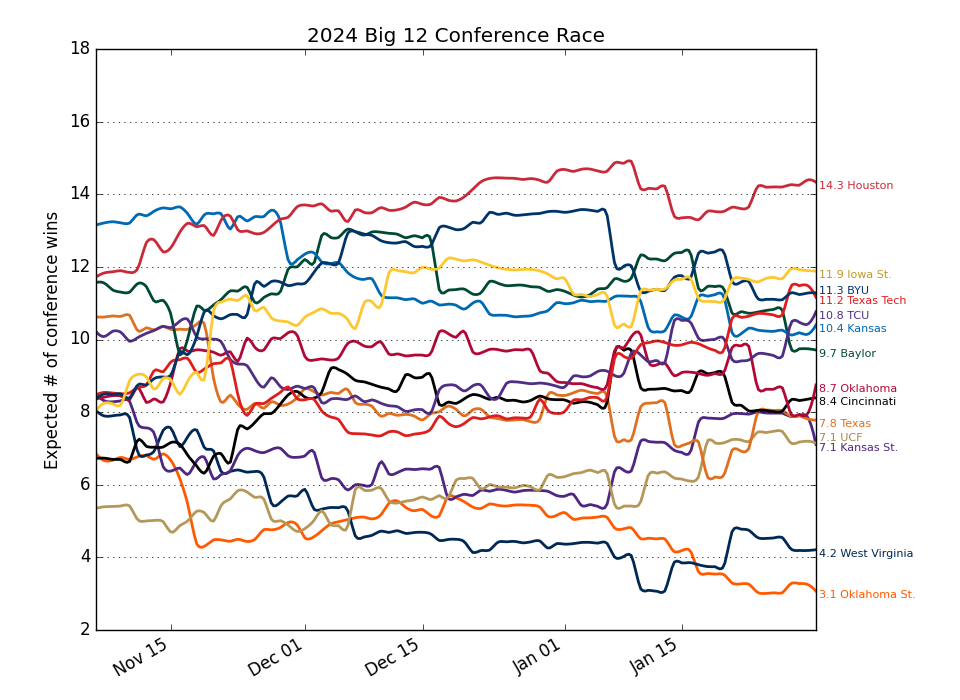 2024 Big 12 Conference Race
Expected # of conference wins
18
16
14
12
10
8
6
4
2
Nov 15
Dec 01
Dec 15
Jan 01
Jan 15
14.3 Houston
11.9 Iowa St.
11.3 BYU
11.2 Texas Tech
10.8 TCU
10.4 Kansas
9.7 Baylor
8.7 Oklahoma
8.4 Cincinnati
7.8 Texas
7.1 UCF
7.1 Kansas St.
4.2 West Virginia
3.1 Oklahoma St.